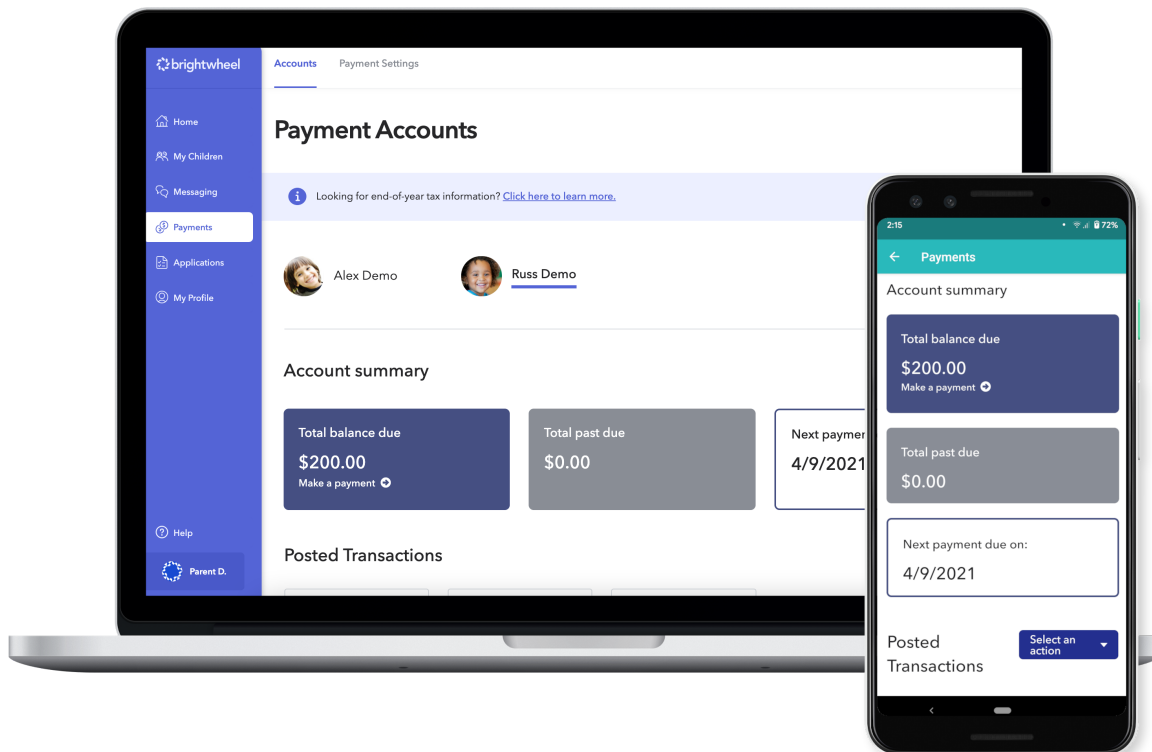 brightwheel
Home
My Children
Messaging
Payments
Applications
My Profile
Help
Parent D.
Accounts
Payment Settings
Payment Accounts
Looking for end-of-year tax information? Click here to learn more.
Alex Demo
Russ Demo
Account summary
Total balance due
$200.00
Make a payment
Total past due
$0.00
Next paymen
4/9/2021
Posted Transactions
2:15
72%
Payments
Account summary
Total balance due
$200.00
Make a payment
Total past due
$0.00
Next payment due on:
4/9/2021
Posted
Transactions
Select an
action